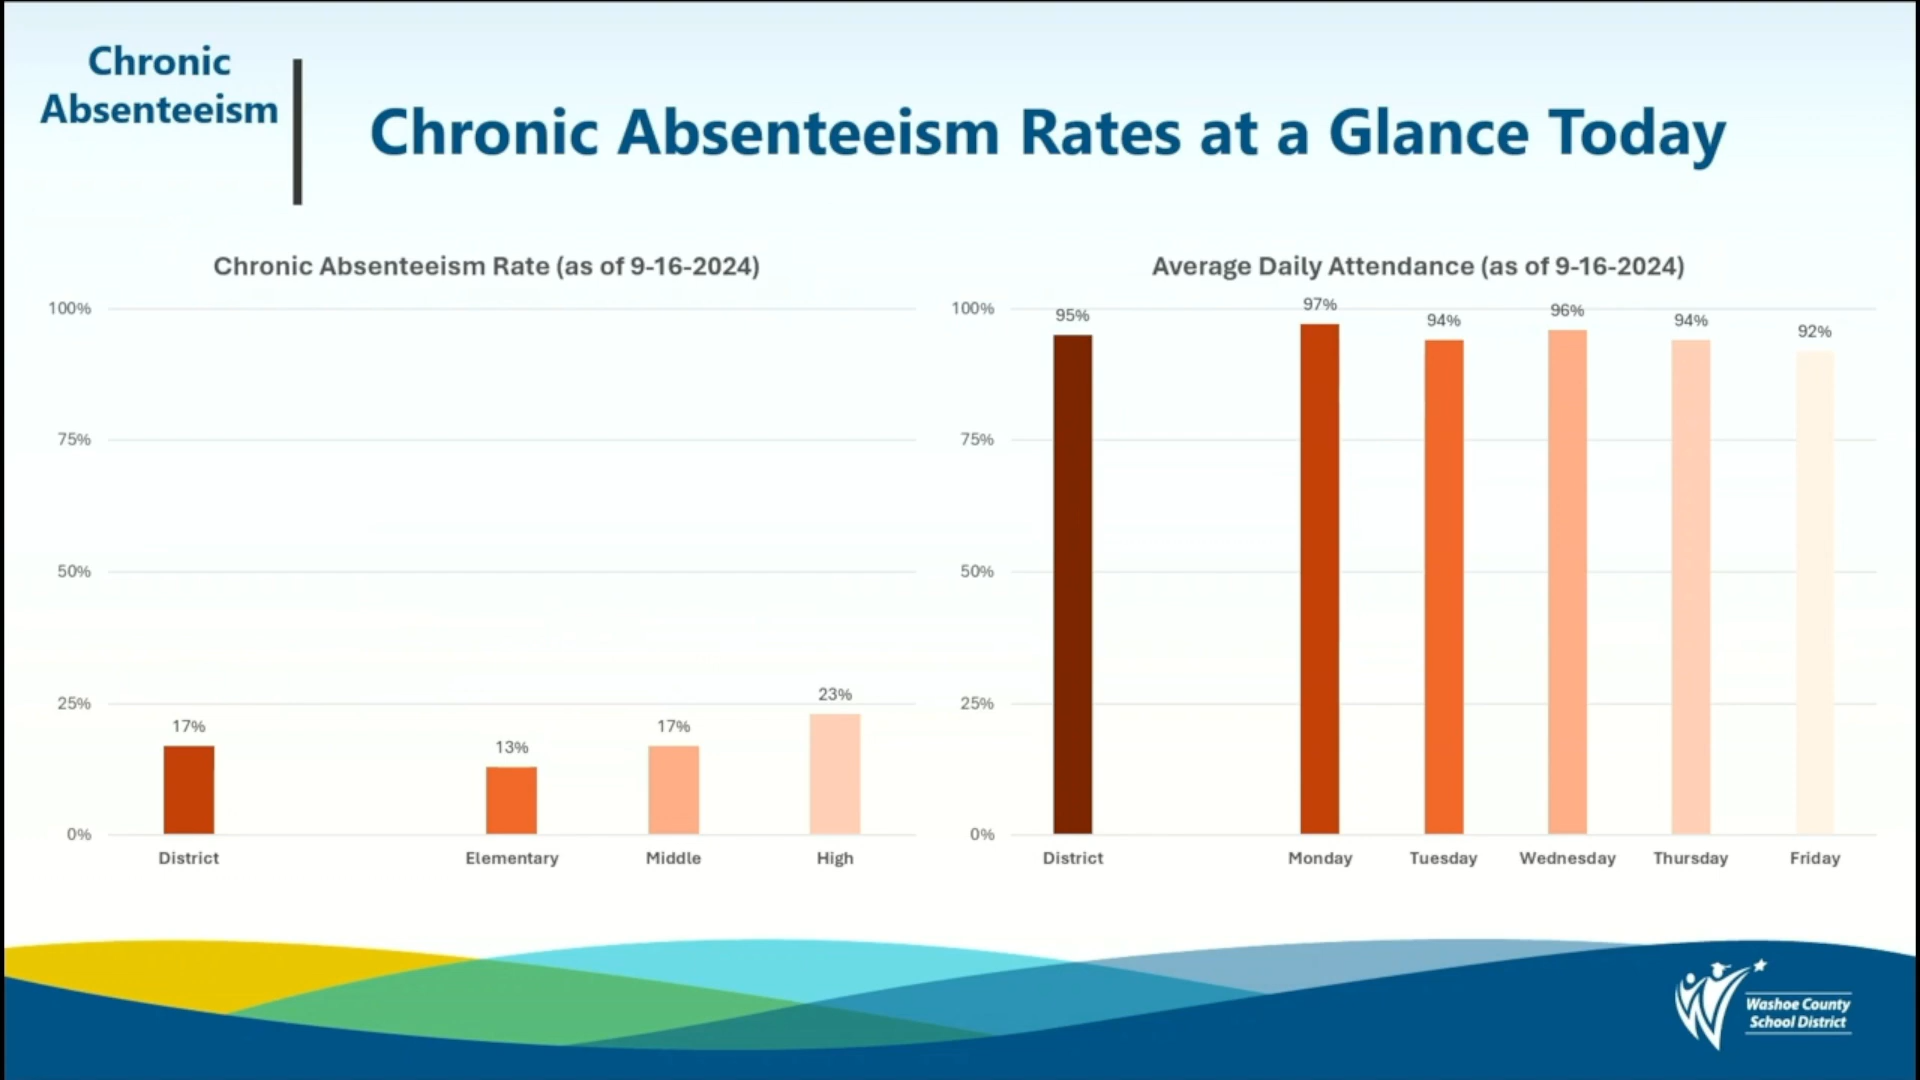 Chronic
Absenteeism
Chronic Absenteeism Rates at a Glance Today
Chronic Absenteeism Rate (as of 9-16-2024)
100%
75%
50%
25%
0%
17%
13%
17%
23%
District
Elementary
Middle
High
Average Daily Attendance (as of 9-16-2024)
100%
75%
50%
25%
0%
95%
97%
94%
96%
94%
92%
District
Monday
Tuesday
Wednesday
Thursday
Friday
Washoe County
School District